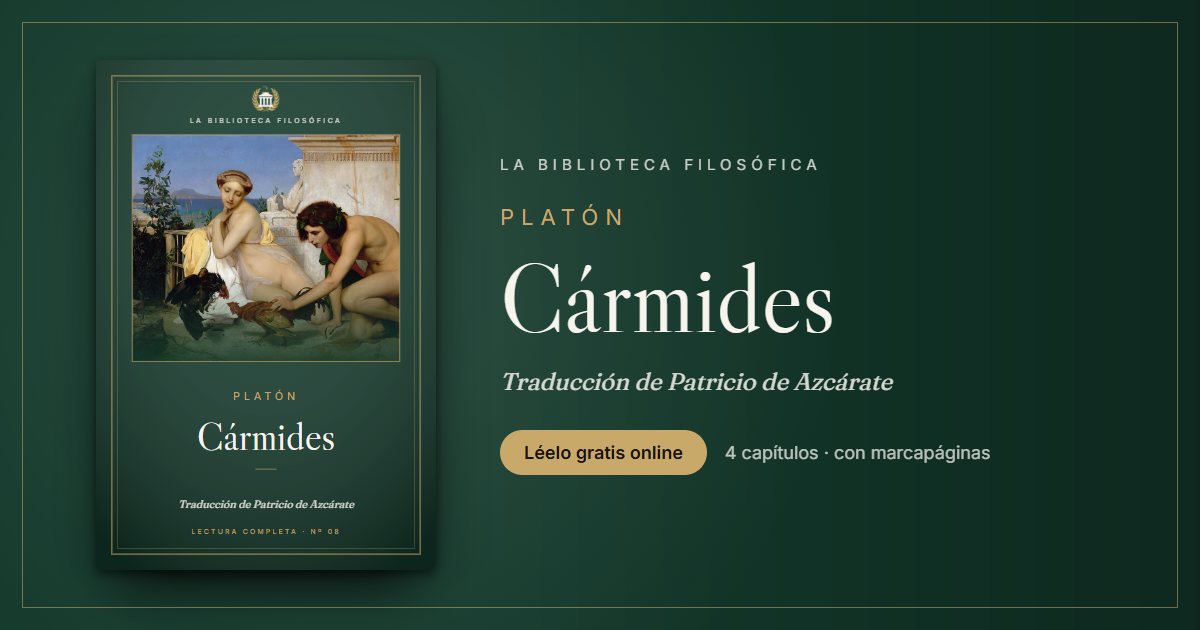 LA BIBLIOTECA FILOSÓFICA
PLATÓN
Cármides
Traducción de Patricio de Azcárate
LECTURA COMPLETA · Nº 08
LA BIBLIOTECA FILOSÓFICA
PLATÓN
Cármides
Traducción de Patricio de Azcárate
Léelo gratis online
4 capítulos · con marcapáginas